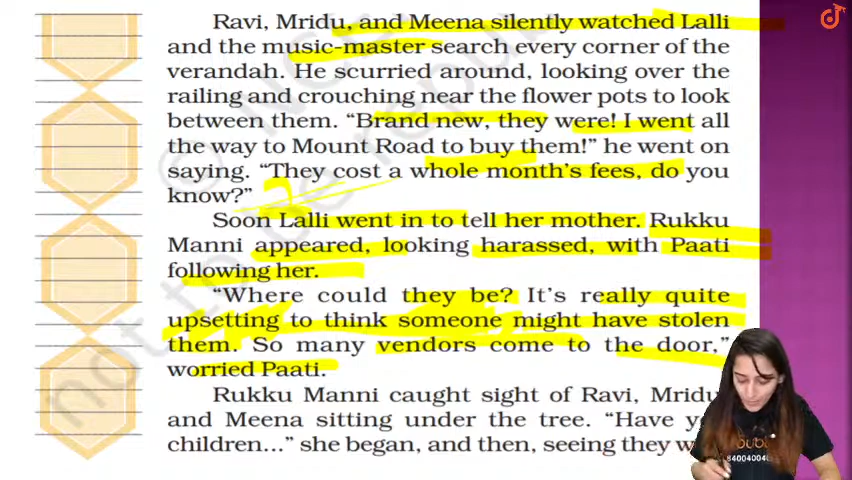 Ravi, Mridu, and Meena silently watched Lalli
and the music-master search every corner of the
verandah. He scurried around, looking over the
railing and crouching near the flower pots to look
between them. “Brand new, they were! I went all
the way to Mount Road to buy them!” he went on
saying. “They cost a whole month’s fees, do you
know?”
Soon Lalli went in to tell her mother. Rukku
Manni appeared, looking harassed, with Paati
following her.
“Where could they be? It’s really quite
upsetting to think someone might have stolen
them. So many vendors come to the door,”
worried Paati.
Rukku Manni caught sight of Ravi, Mridu
and Meena sitting under the tree. “Have
children...” she began, and then, seeing they
not to be republ